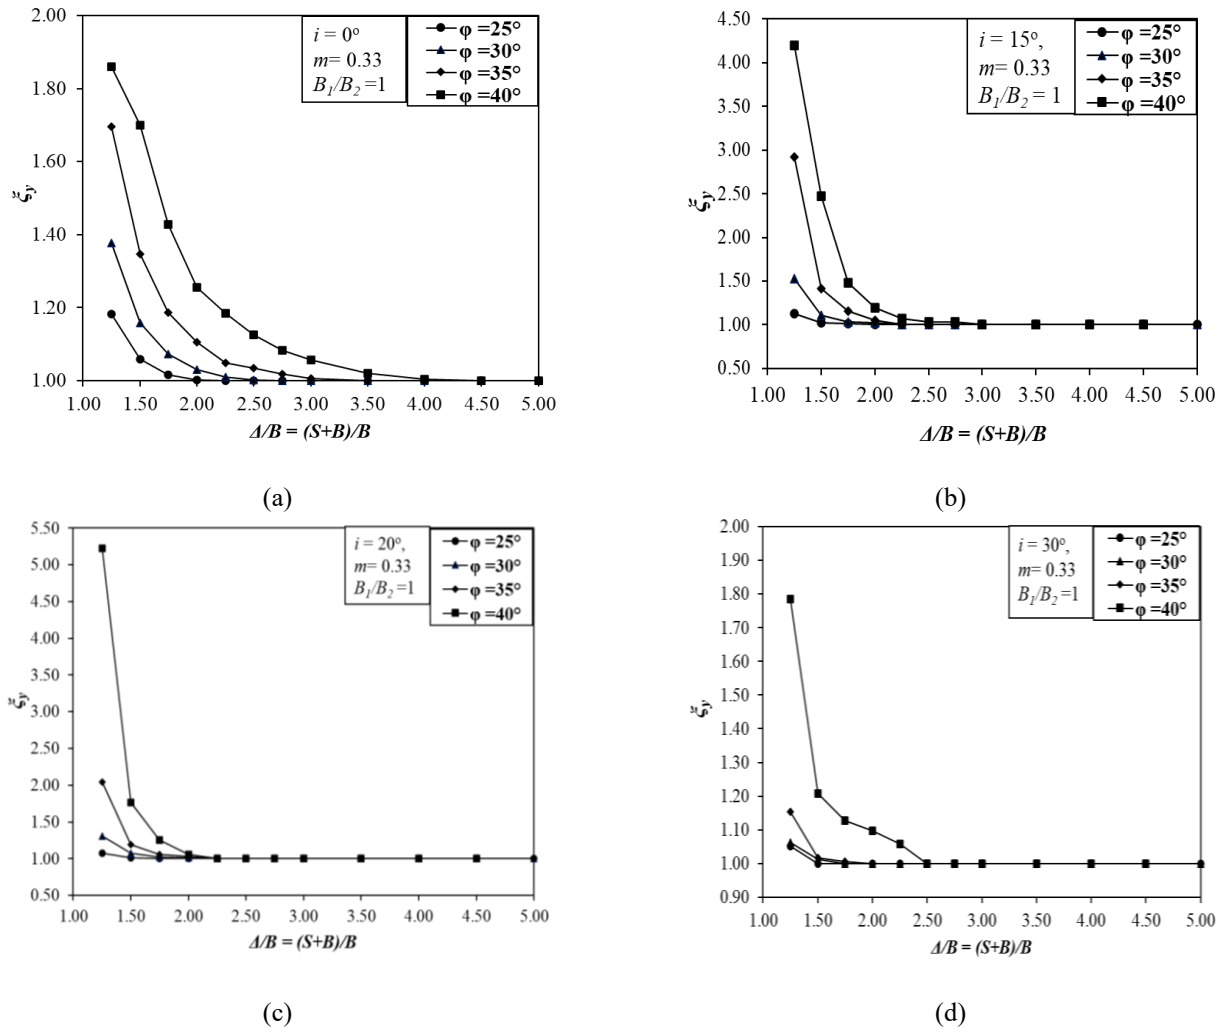 2.00
1.80
1.60
1.40
1.20
1.00
ξy
1.00 1.50 2.00 2.50 3.00 3.50 4.00 4.50 5.00
Δ/B = (S+B)/B
i = 0o
m= 0.33
B1/B2 =1
φ =25°
φ =30°
φ =35°
φ =40°
(a)
4.50
4.00
3.50
3.00
2.50
2.00
1.50
1.00
0.50
ξy
1.00 1.50 2.00 2.50 3.00 3.50 4.00 4.50 5.00
Δ/B = (S+B)/B
i = 15o,
m= 0.33
B1/B2 = 1
φ =25°
φ =30°
φ =35°
φ =40°
(b)
5.50
5.00
4.50
4.00
3.50
3.00
2.50
2.00
1.50
1.00
0.50
ξy
1.00 1.50 2.00 2.50 3.00 3.50 4.00 4.50 5.00
Δ/B = (S+B)/B
i = 20o,
m= 0.33
B1/B2 =1
φ =25°
φ =30°
φ =35°
φ =40°
(c)
2.00
1.90
1.80
1.70
1.60
1.50
1.40
1.30
1.20
1.10
1.00
0.90
ξy
1.00 1.50 2.00 2.50 3.00 3.50 4.00 4.50 5.00
Δ/B = (S+B)/B
i = 30o,
m= 0.33
B1/B2 =1
φ =25°
φ =30°
φ =35°
φ =40°
(d)